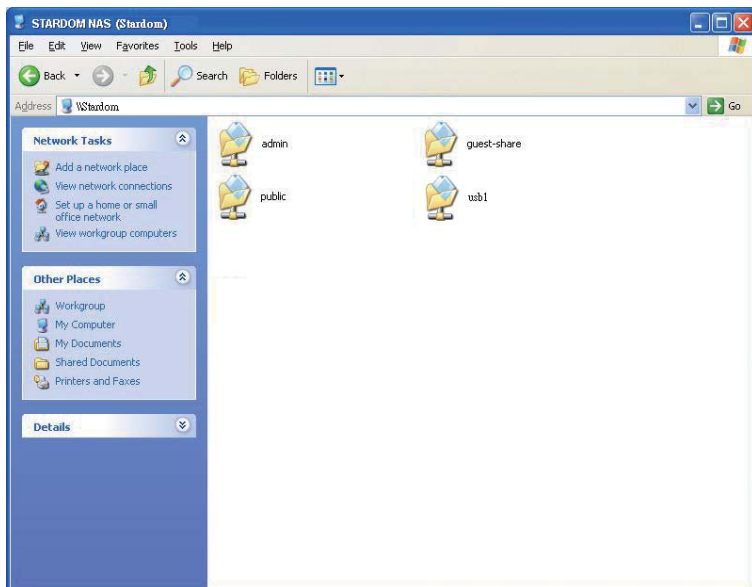 STARDOM NAS (Stardom)
File Edit View Favorites Tools Help
Back Search Folders
Address \\Stardom Go
Network Tasks
Add a network place
View network connections
Set up a home or small
office network
View workgroup computers
Other Places
Workgroup
My Computer
My Documents
Shared Documents
Printers and Faxes
Details
admin guest-share
public usb1